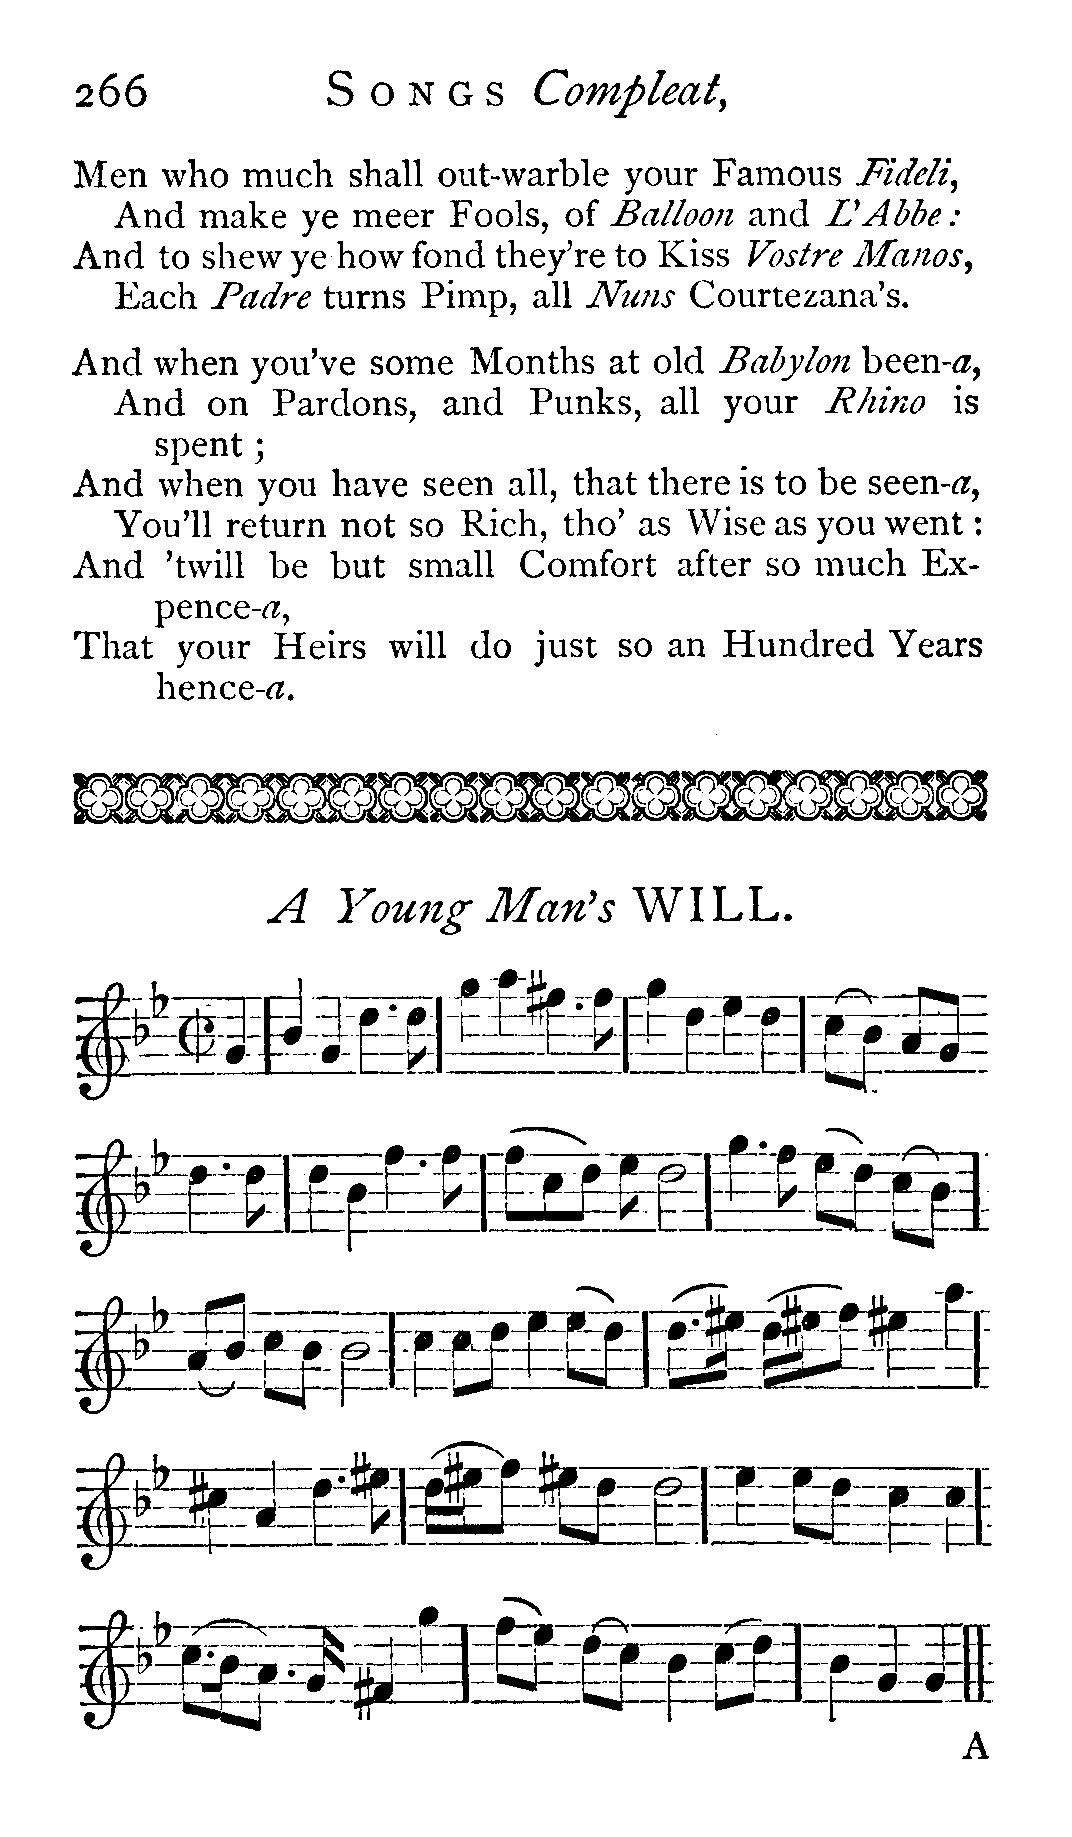 266 SONGS Compleat,
Men who much shall out-warble your Famous Fideli,
And make ye meer Fools, of Balloon and L'Abbe :
And to shew ye how fond they're to Kiss Vostre Manos,
Each Padre turns Pimp, all Nuns Courtezana's.
And when you've some Months at old Babylon been-a,
And on Pardons, and Punks, all your Rhino is
spent ;
And when you have seen all, that there is to be seen-a,
You'll return not so Rich, tho' as Wise as you went :
And 'twill be but small Comfort after so much Ex-
pence-a,
That your Heirs will do just so an Hundred Years
hence-a.
A Young Man's WILL.
A